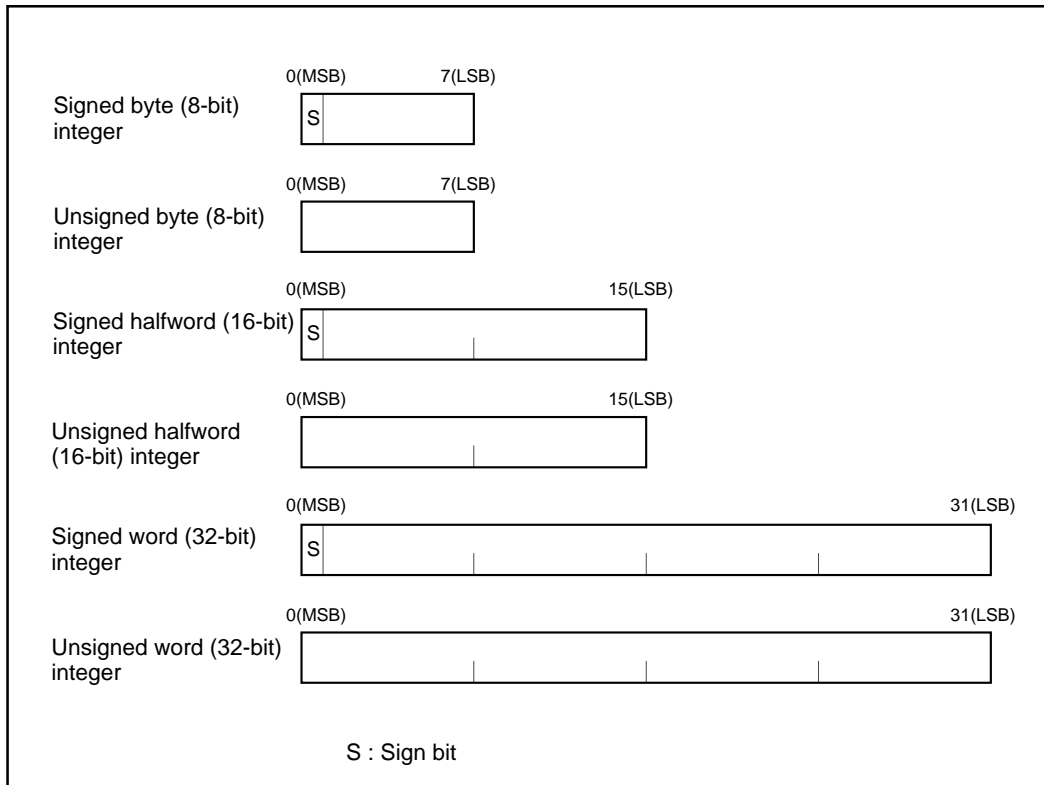 0(MSB) 7(LSB)
Signed byte (8-bit)
integer
S
0(MSB) 7(LSB)
Unsigned byte (8-bit)
integer
0(MSB) 15(LSB)
Signed halfword (16-bit)
integer
S
0(MSB) 15(LSB)
Unsigned halfword
(16-bit) integer
0(MSB) 31(LSB)
Signed word (32-bit)
integer
S
0(MSB) 31(LSB)
Unsigned word (32-bit)
integer
S : Sign bit